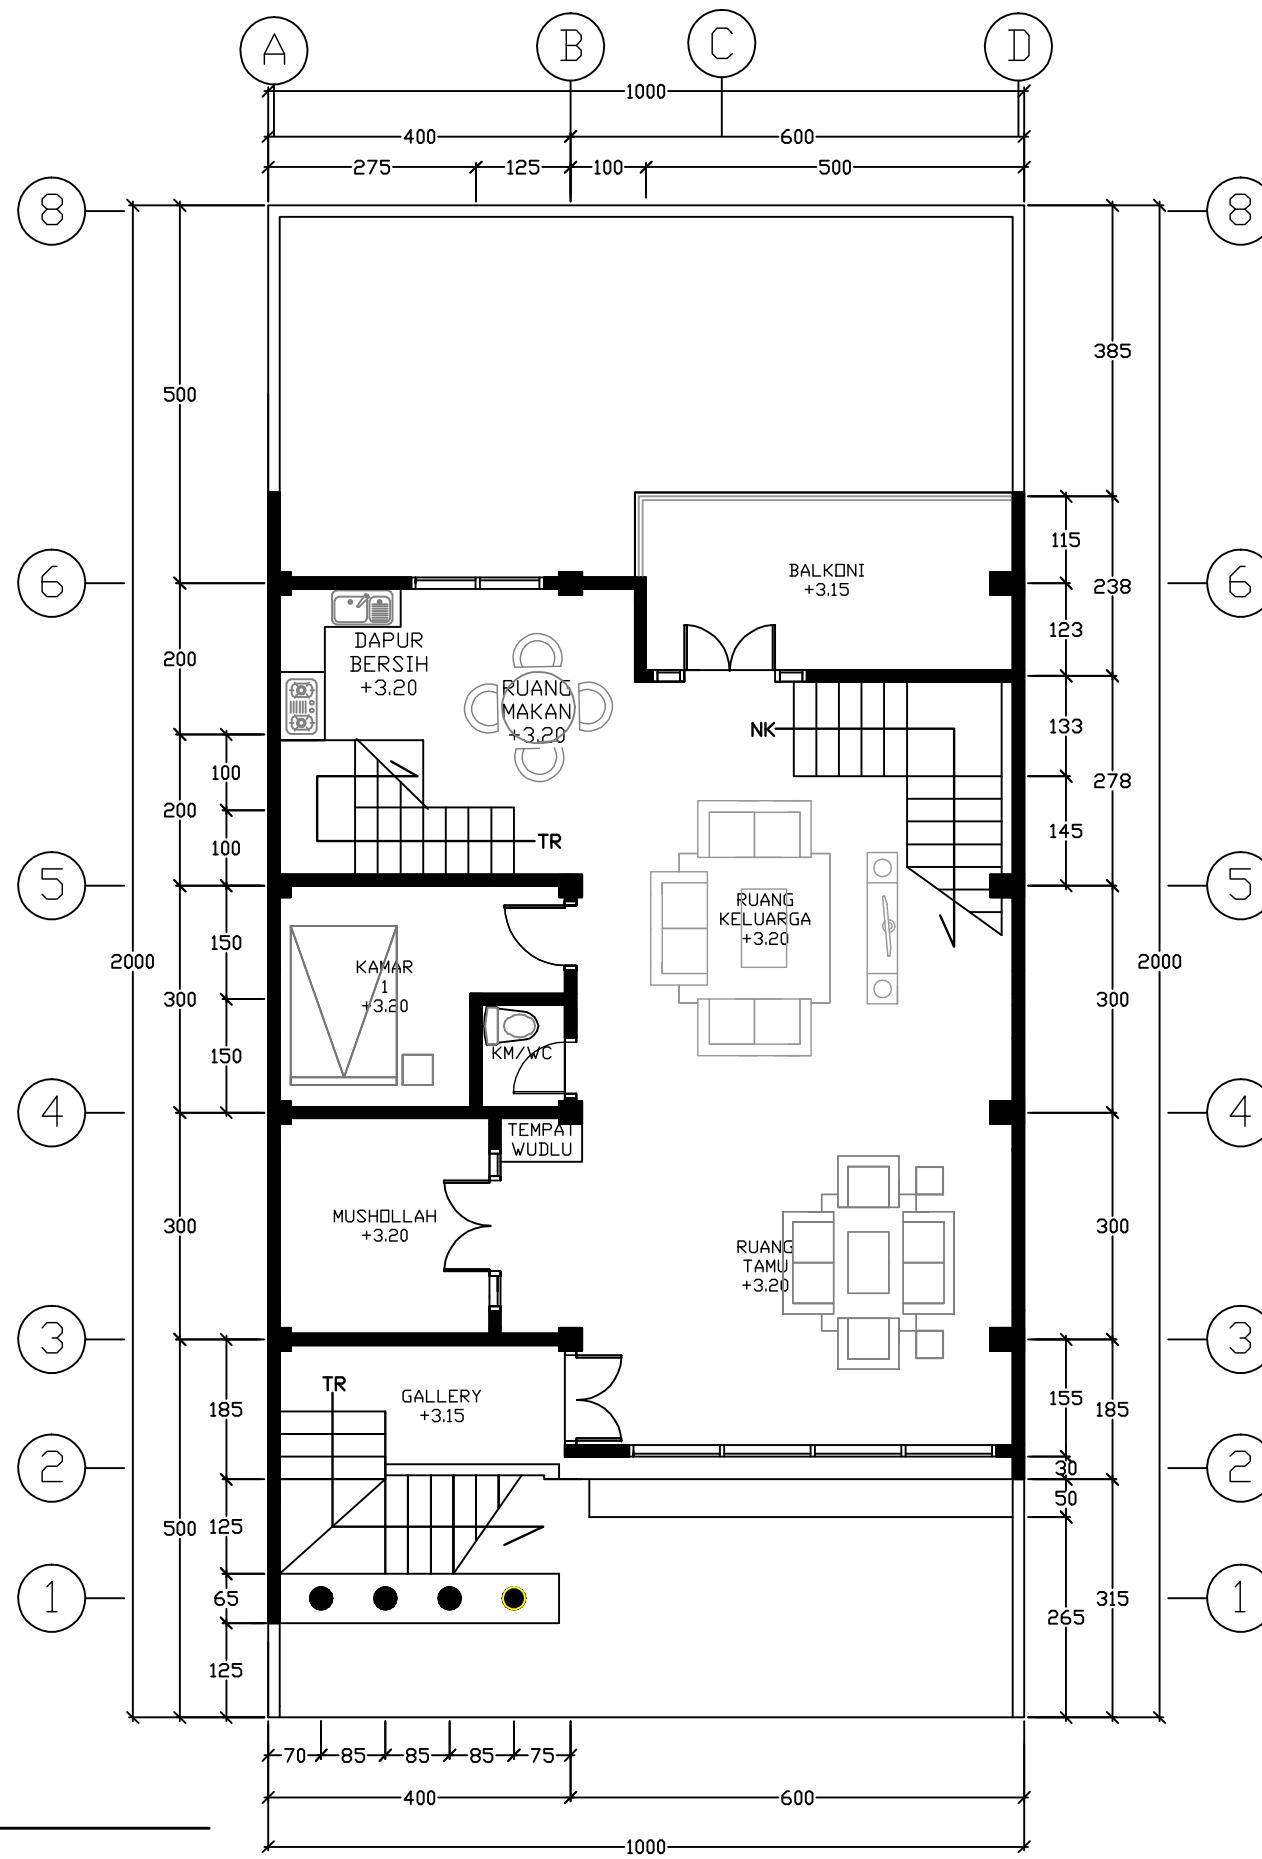 A B C D
1000
400 600
275 125 100 500
8 8
385
500
115
BALKONI
+3.15
6 238 6
123
DAPUR
BERSIH
+3.20
200
RUANG
MAKAN
+3.20
NK 133
100
278
200
145
100 TR
5 5
RUANG
KELUARGA
+3.20
150
2000 2000
KAMAR
1
+3.20
300 300
150 KM/WC
4 4
TEMPAT
WUDLU
MUSHOLLAH
+3.20
300 300
RUANG
TAMU
+3.20
3 3
TR
GALLERY
+3.15
185 155 185
2 30 2
50
500 125
1 65 315 1
265
125
70 85 85 85 75
400 600
1000